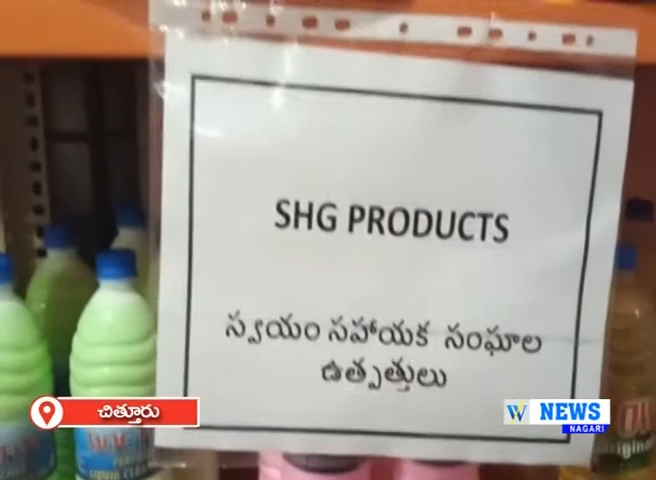 SHG PRODUCTS
స్వయం సహాయక సంఘాల
ఉత్పత్తులు
చిత్తూరు
W NEWS
NAGARI